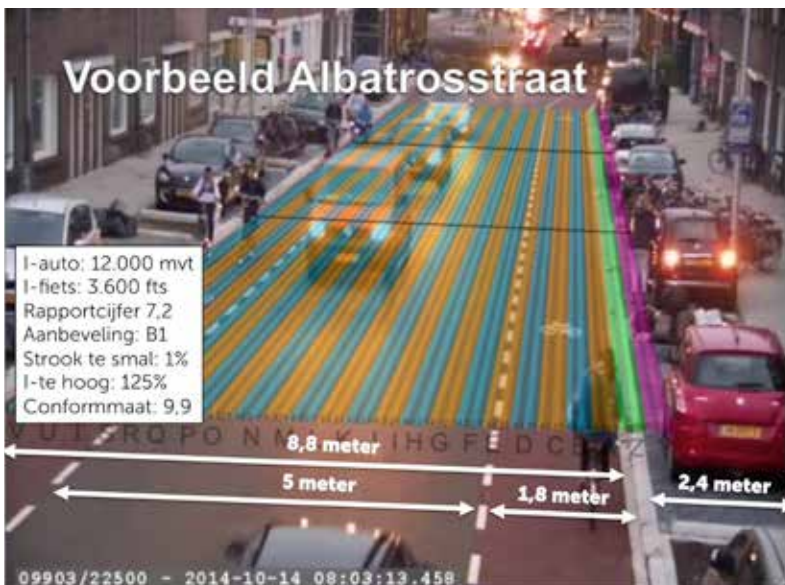 Voorbeeld Albatrosstraat
I-auto: 12.000 mvt
I-fiets: 3.600 fts
Rapportcijfer 7,2
Aanbeveling: B1
Strook te smal: 1%
I-te hoog: 125%
Conformmaat: 9,9
8,8 meter
5 meter
1,8 meter
2,4 meter
09903/22500 - 2014-10-14 08:03:13.458